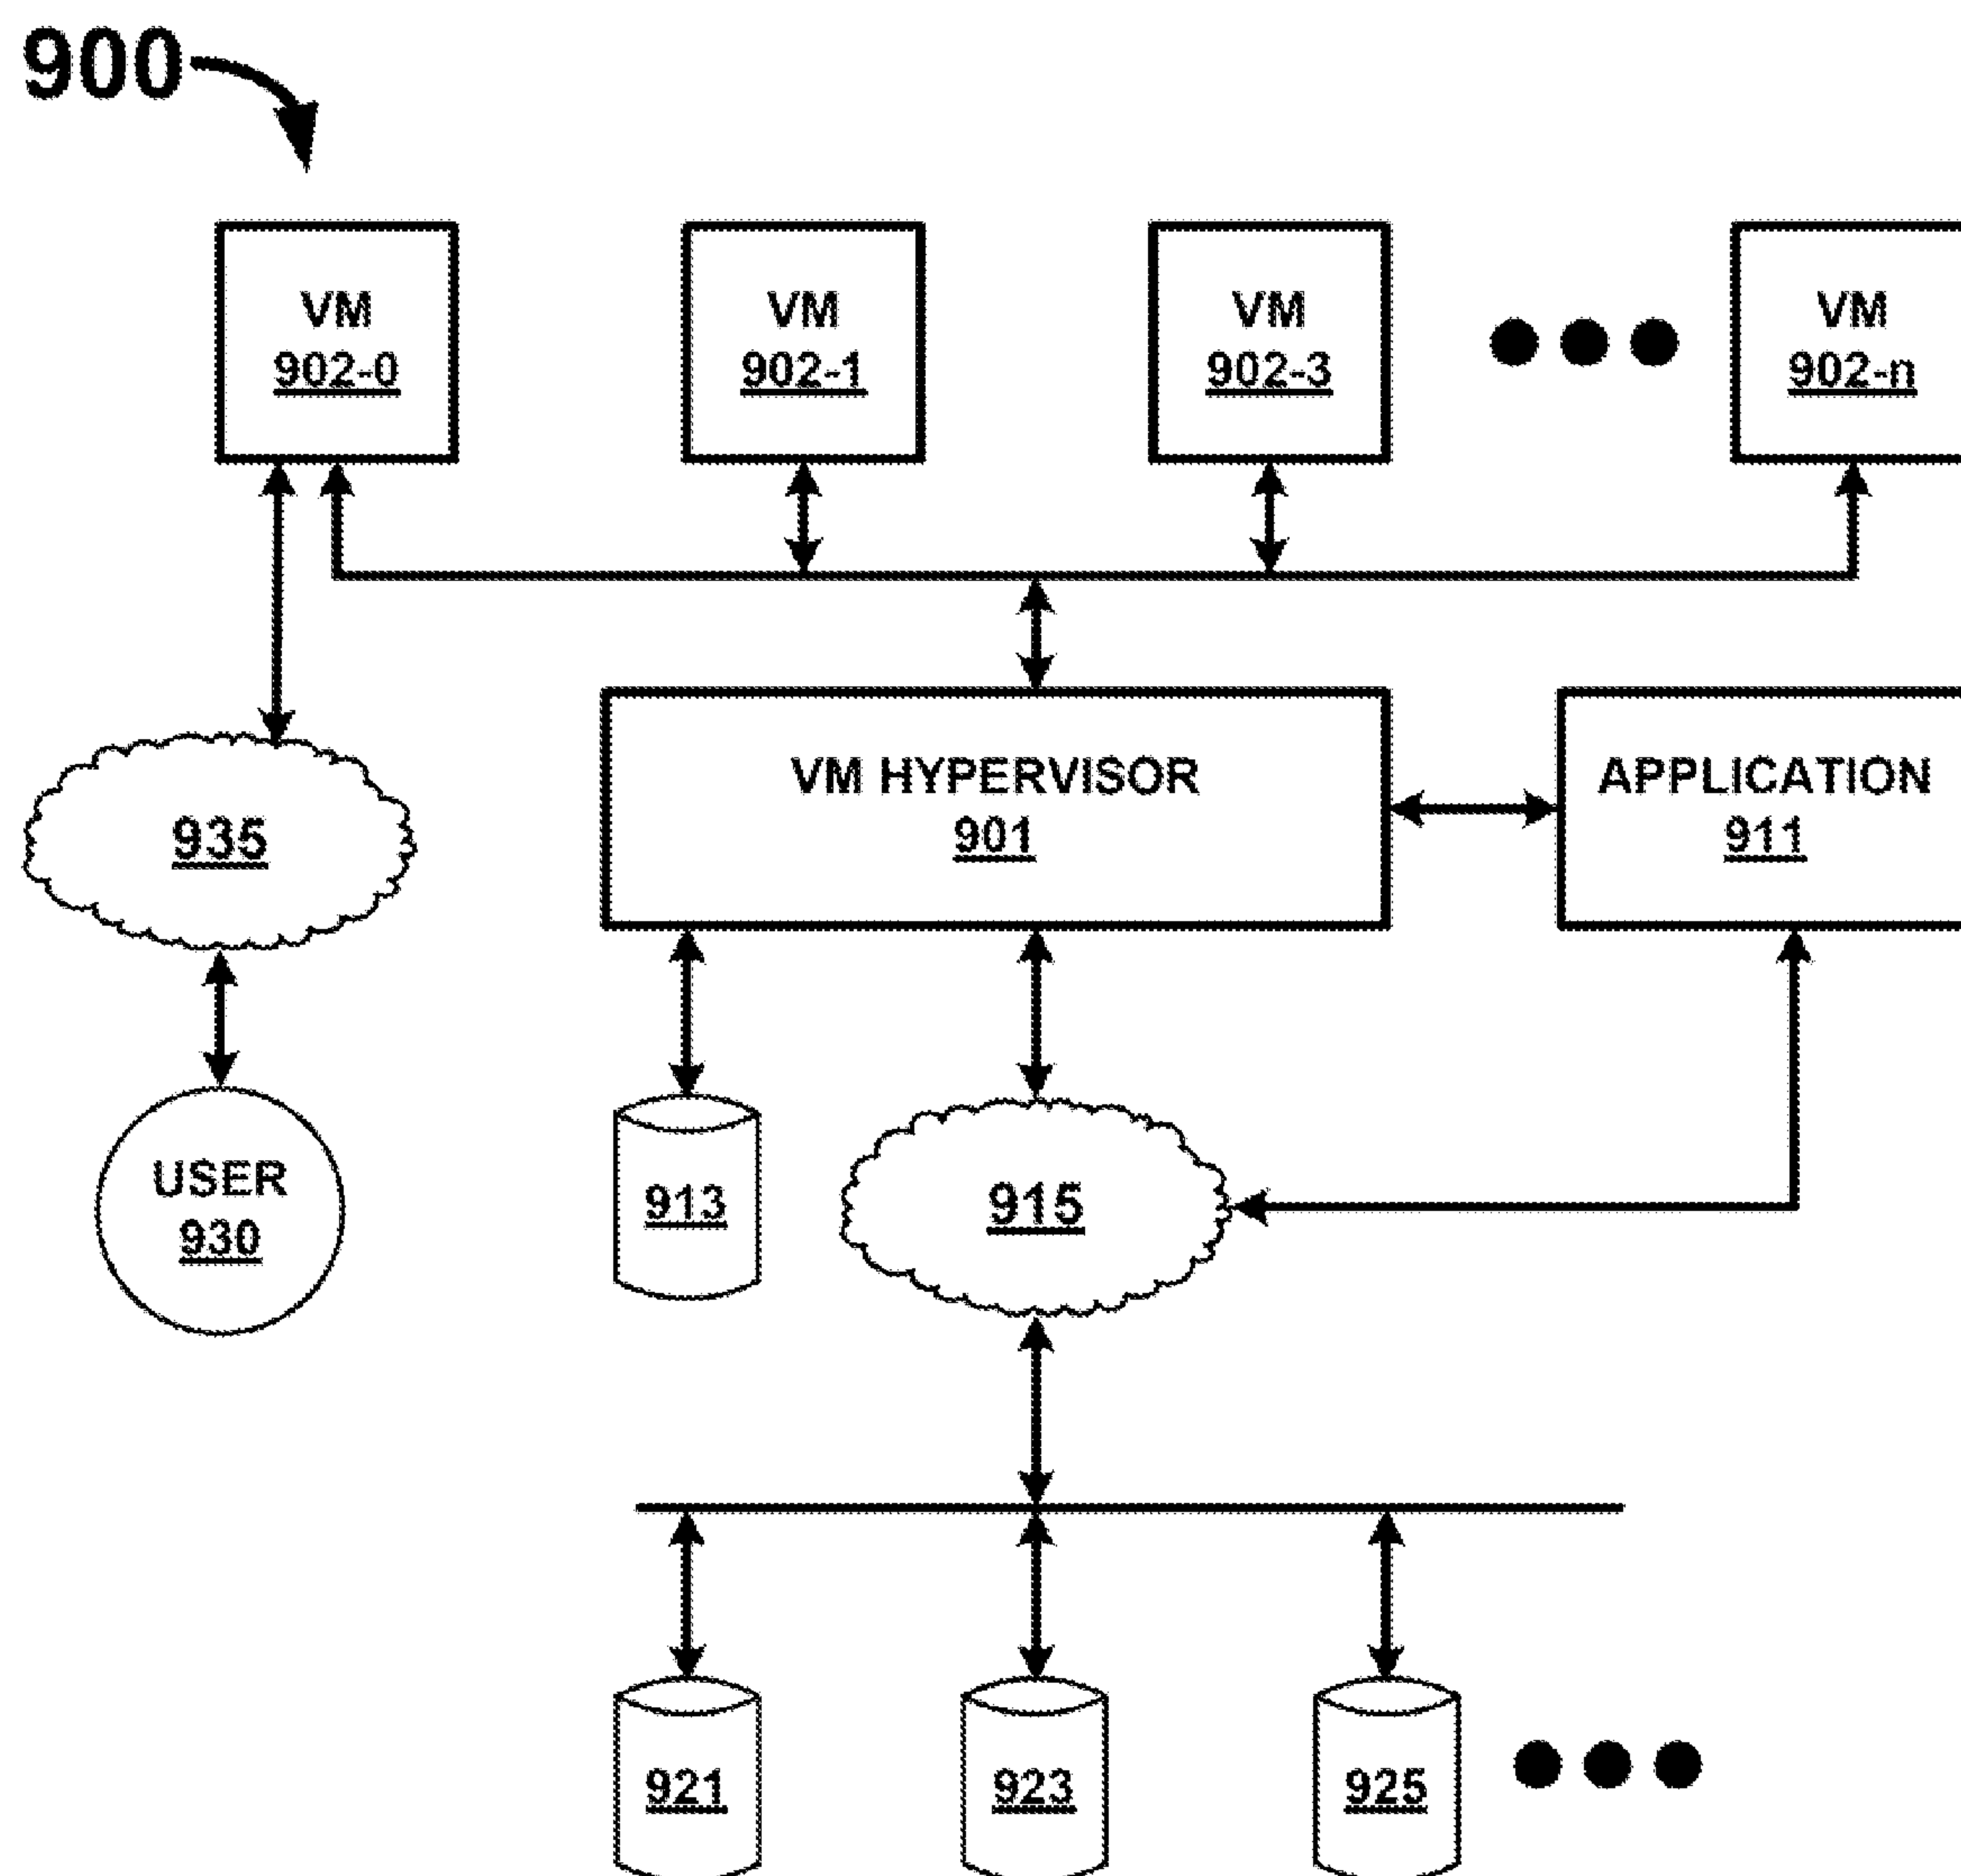 900
VM
902-0
VM
902-1
VM
902-3
VM
902-n
VM HYPERVISOR
901
APPLICATION
911
935
USER
930
913
915
921
923
925